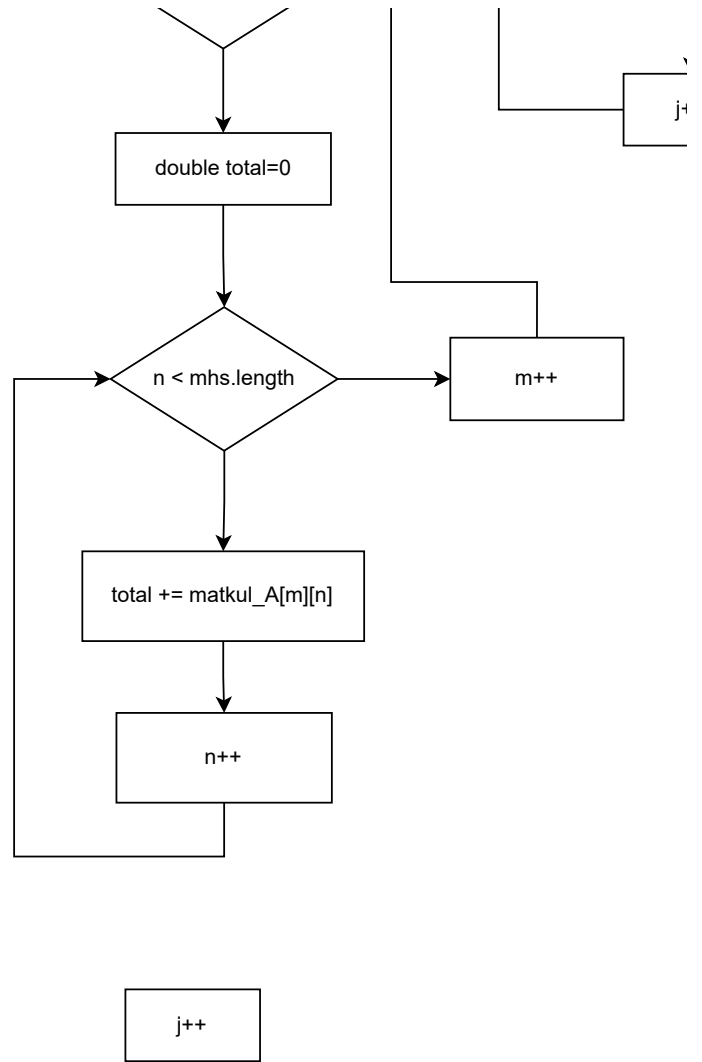 j+
double total=0
n < mhs.length
m++
total += matkul_A[m][n]
n++
j++